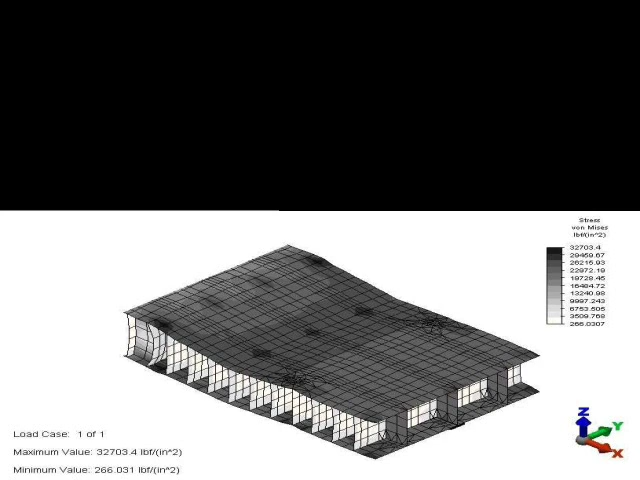 Stress
von Mises
lbf/(in^2)
32703.4
29459.67
26215.93
22972.19
19728.45
16484.72
13240.98
9997.243
6753.505
3509.768
266.0307
Z
Y
X
Load Case: 1 of 1
Maximum Value: 32703.4 lbf/(in^2)
Minimum Value: 266.031 lbf/(in^2)